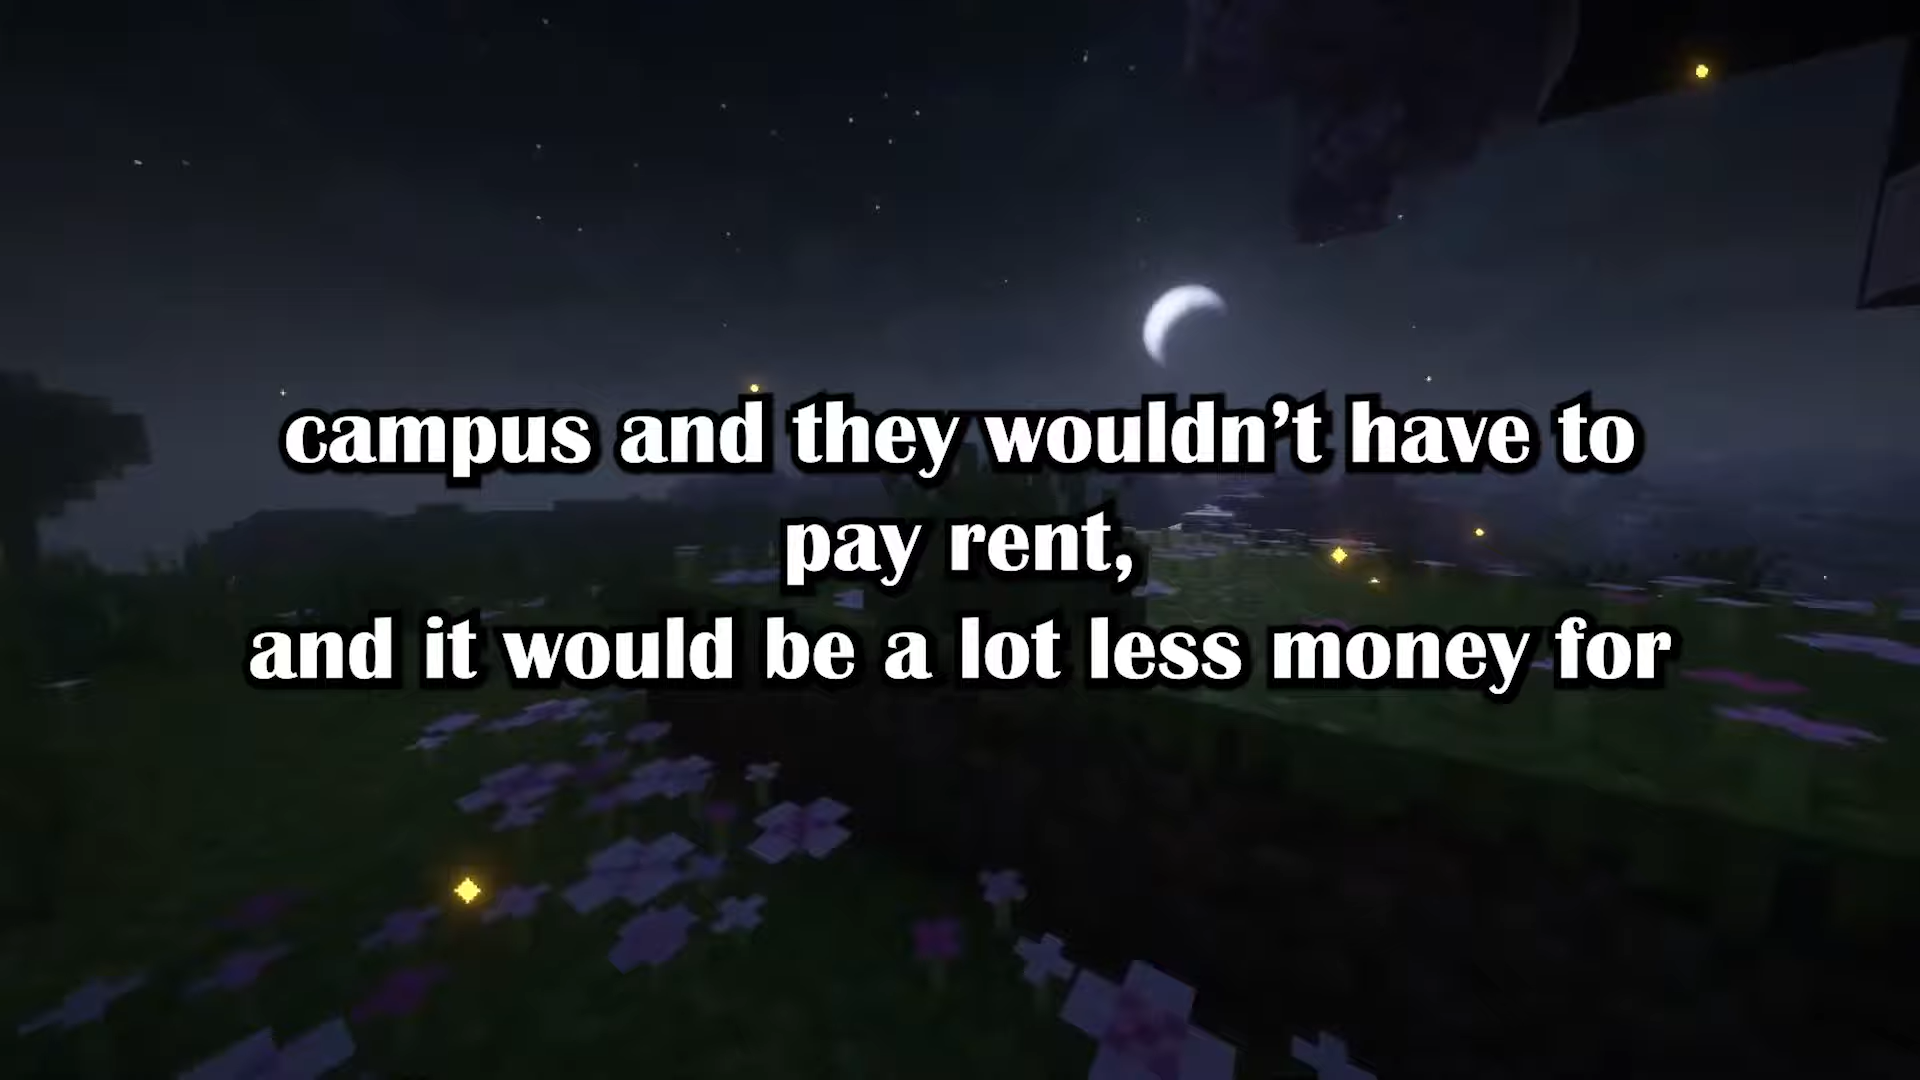 campus and they wouldn’t have to
pay rent,
and it would be a lot less money for